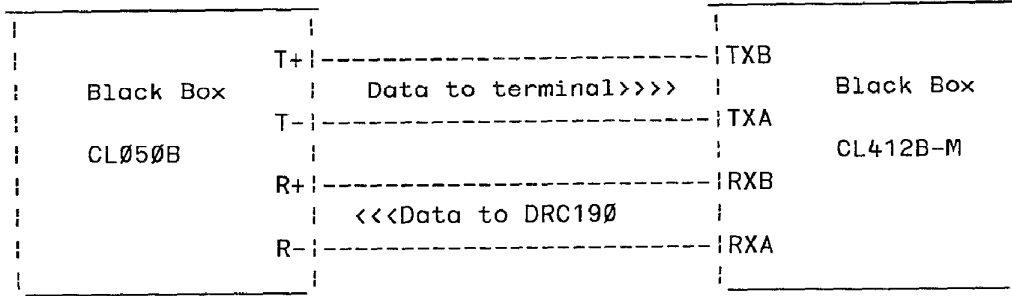 T+ TXB
Black Box Data to terminal>>>> Black Box
T- TXA
CLØ5ØB CL412B-M
R+ RXB
<<<Data to DRC19Ø
R- RXA